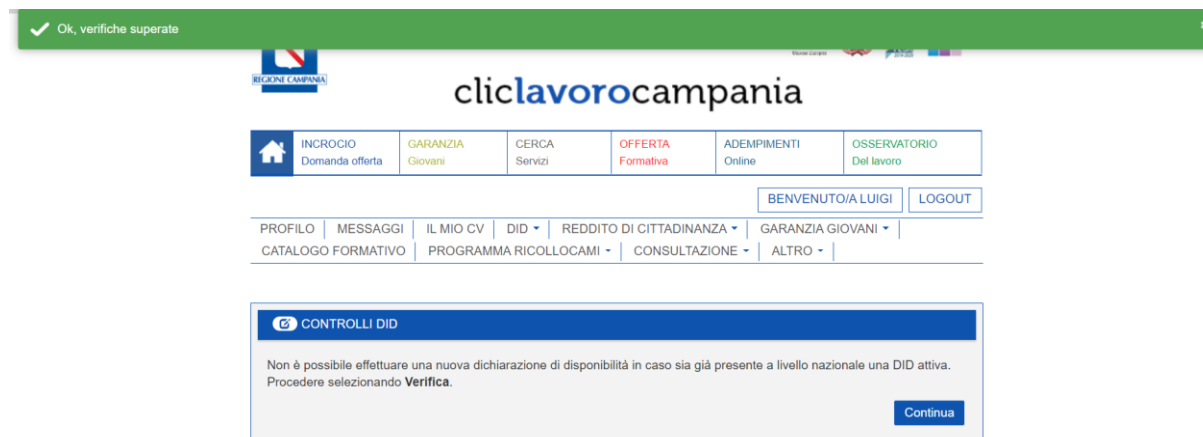 Ok, verifiche superate
REGIONE CAMPANIA
cliclavorocampania
INCROCIO
Domanda offerta
GARANZIA
Giovani
CERCA
Servizi
OFFERTA
Formativa
ADEMPIMENTI
Online
OSSERVATORIO
Del lavoro
BENVENUTO/A LUIGI
LOGOUT
PROFILO MESSAGGI IL MIO CV DID REDDITO DI CITTADINANZA GARANZIA GIOVANI
CATALOGO FORMATIVO PROGRAMMA RICOLLOCAMI CONSULTAZIONE ALTRO
CONTROLLI DID
Non è possibile effettuare una nuova dichiarazione di disponibilità in caso sia già presente a livello nazionale una DID attiva.
Procedere selezionando Verifica.
Continua